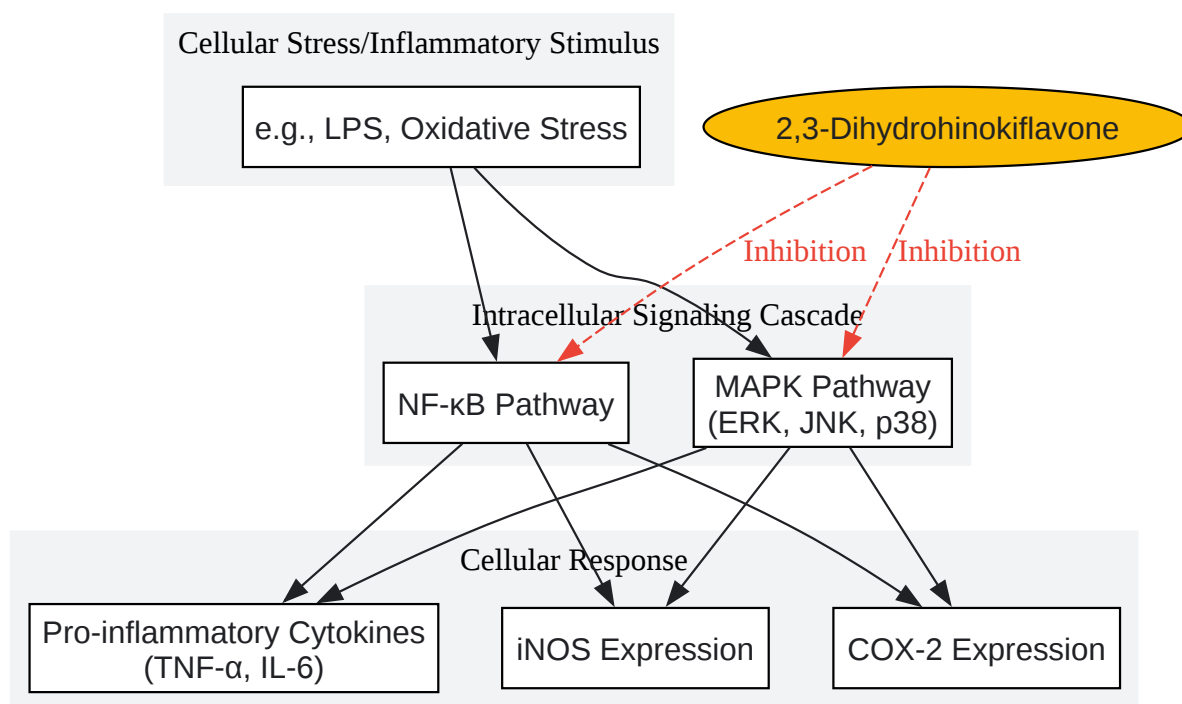 Cellular Stress/Inflammatory Stimulus
e.g., LPS, Oxidative Stress
2,3-Dihydrohinokiflavone
Inhibition
Inhibition
Intracellular Signaling Cascade
NF-κB Pathway
MAPK Pathway
(ERK, JNK, p38)
Cellular Response
Pro-inflammatory Cytokines
(TNF-α, IL-6)
iNOS Expression
COX-2 Expression